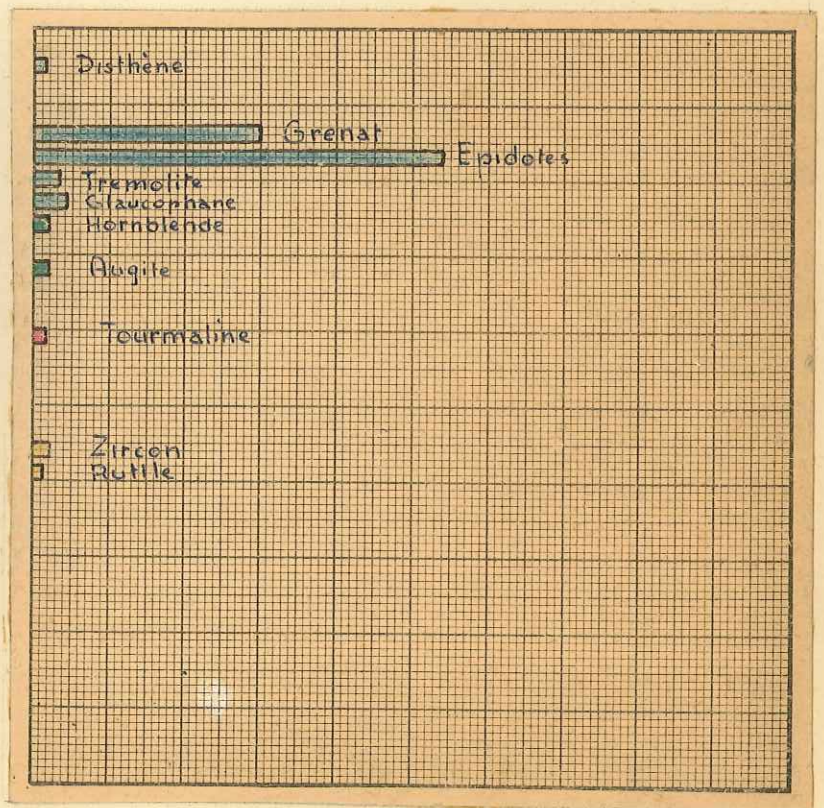 Disthène
Grenat
Epidotes
Tremolite
Glaucophane
Hornblende
Augite
Tourmaline
Zircon
Rutile